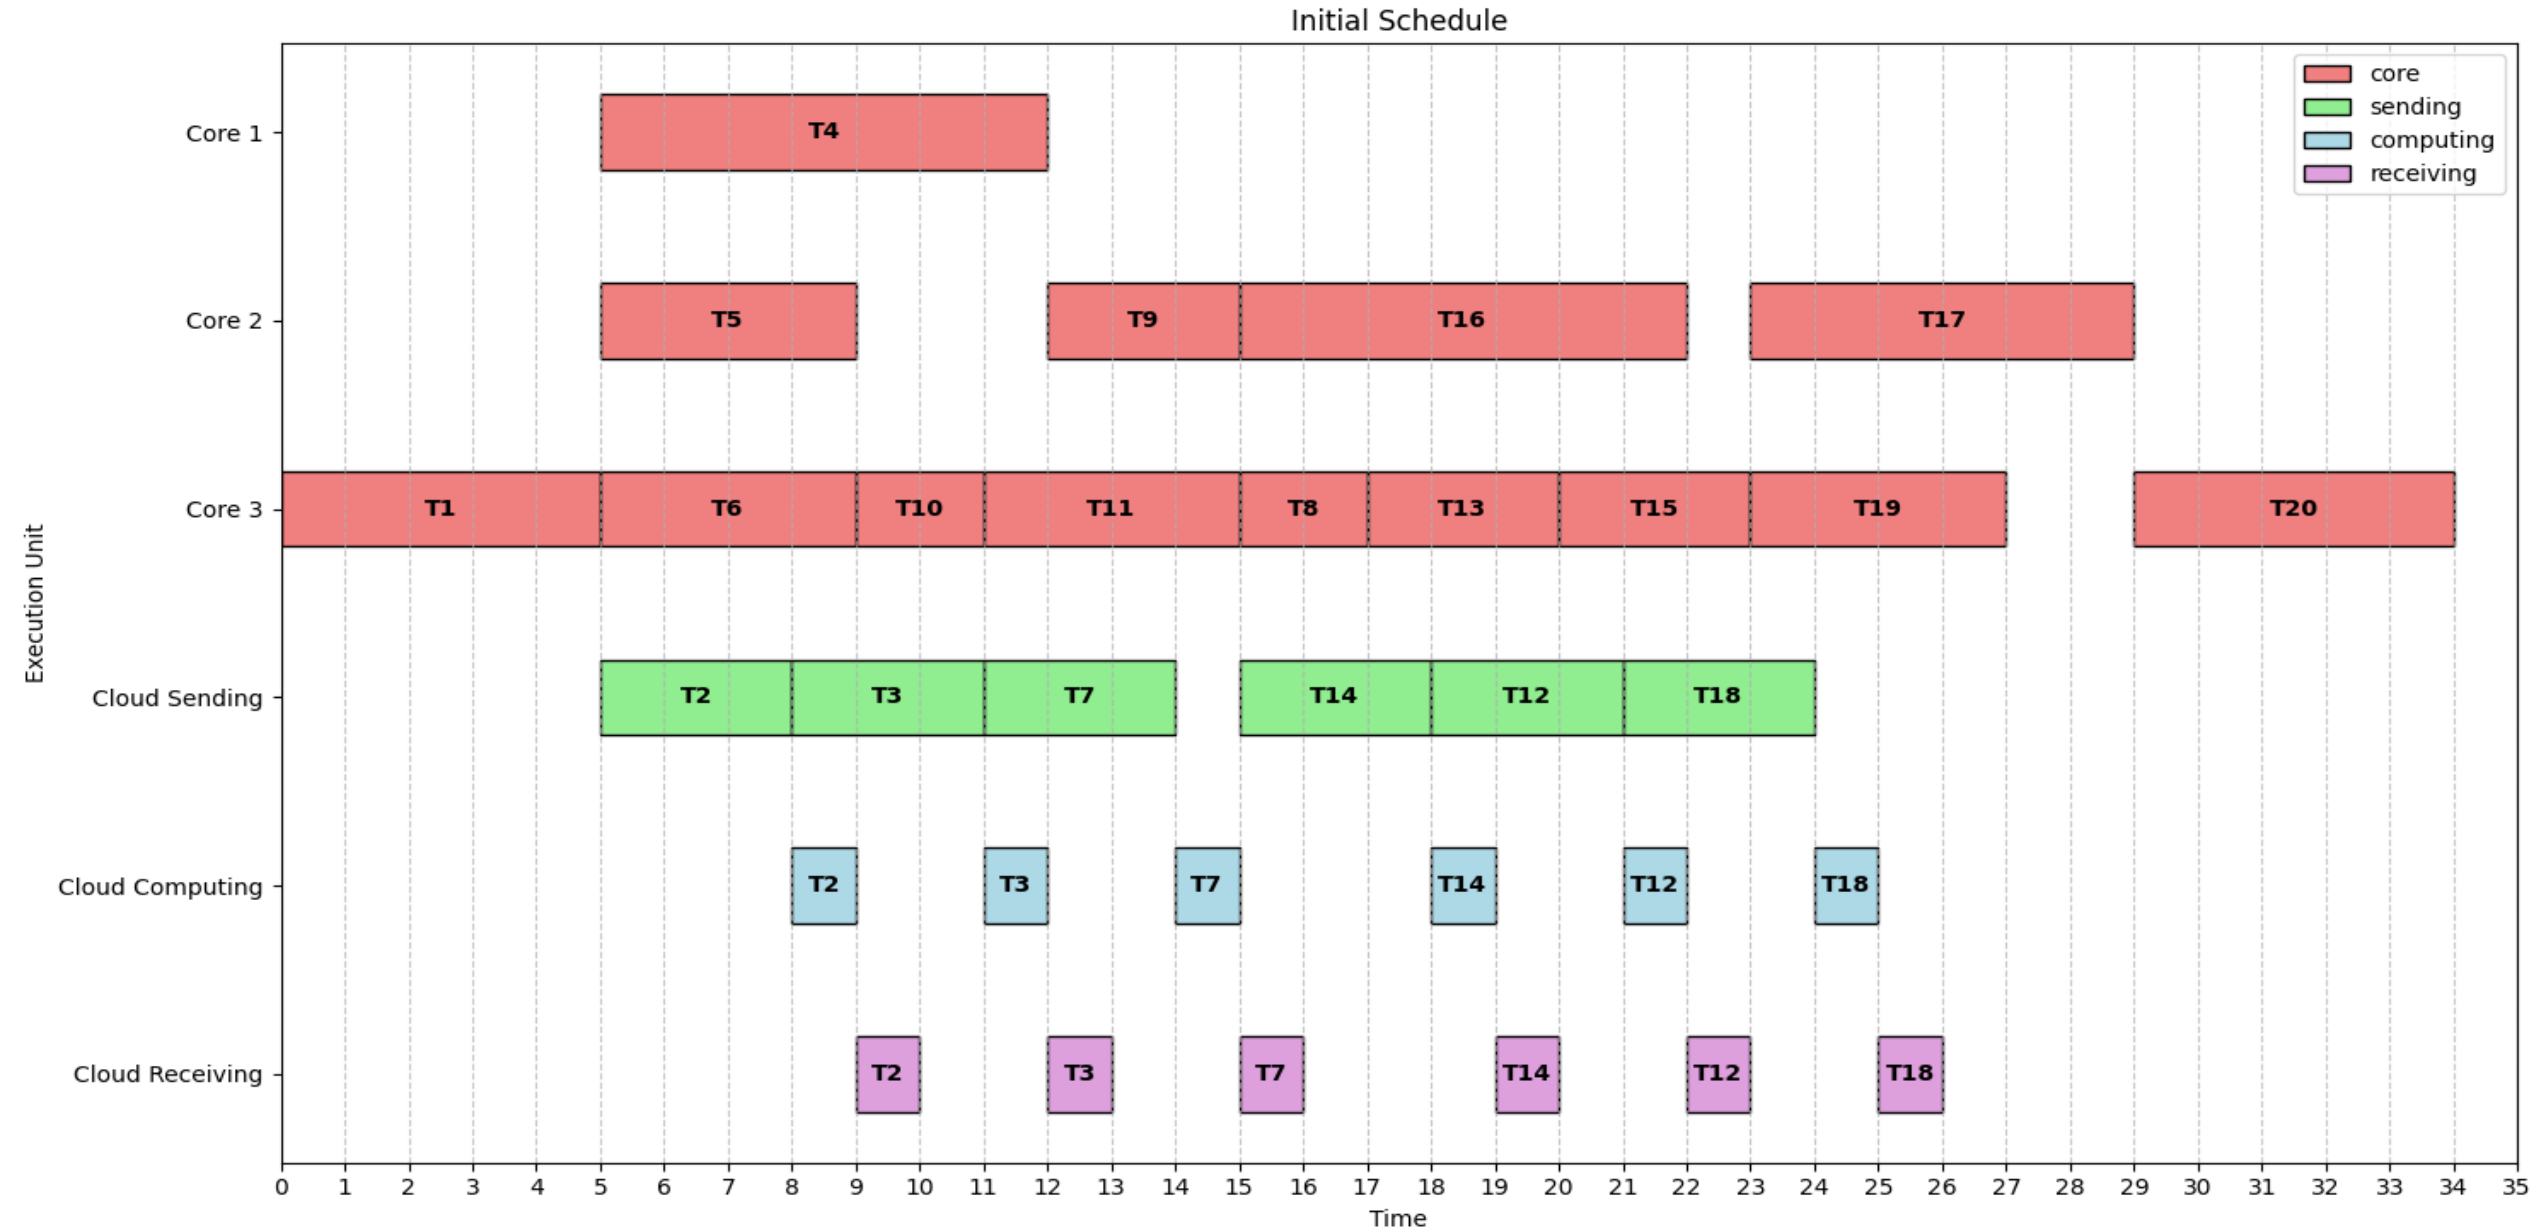 Initial Schedule
core
sending
computing
receiving
Execution Unit
Core 1
T4
Core 2
T5 T9 T16 T17
Core 3
T1 T6 T10 T11 T8 T13 T15 T19 T20
Cloud Sending
T2 T3 T7 T14 T12 T18
Cloud Computing
T2 T3 T7 T14 T12 T18
Cloud Receiving
T2 T3 T7 T14 T12 T18
0 1 2 3 4 5 6 7 8 9 10 11 12 13 14 15 16 17 18 19 20 21 22 23 24 25 26 27 28 29 30 31 32 33 34 35
Time